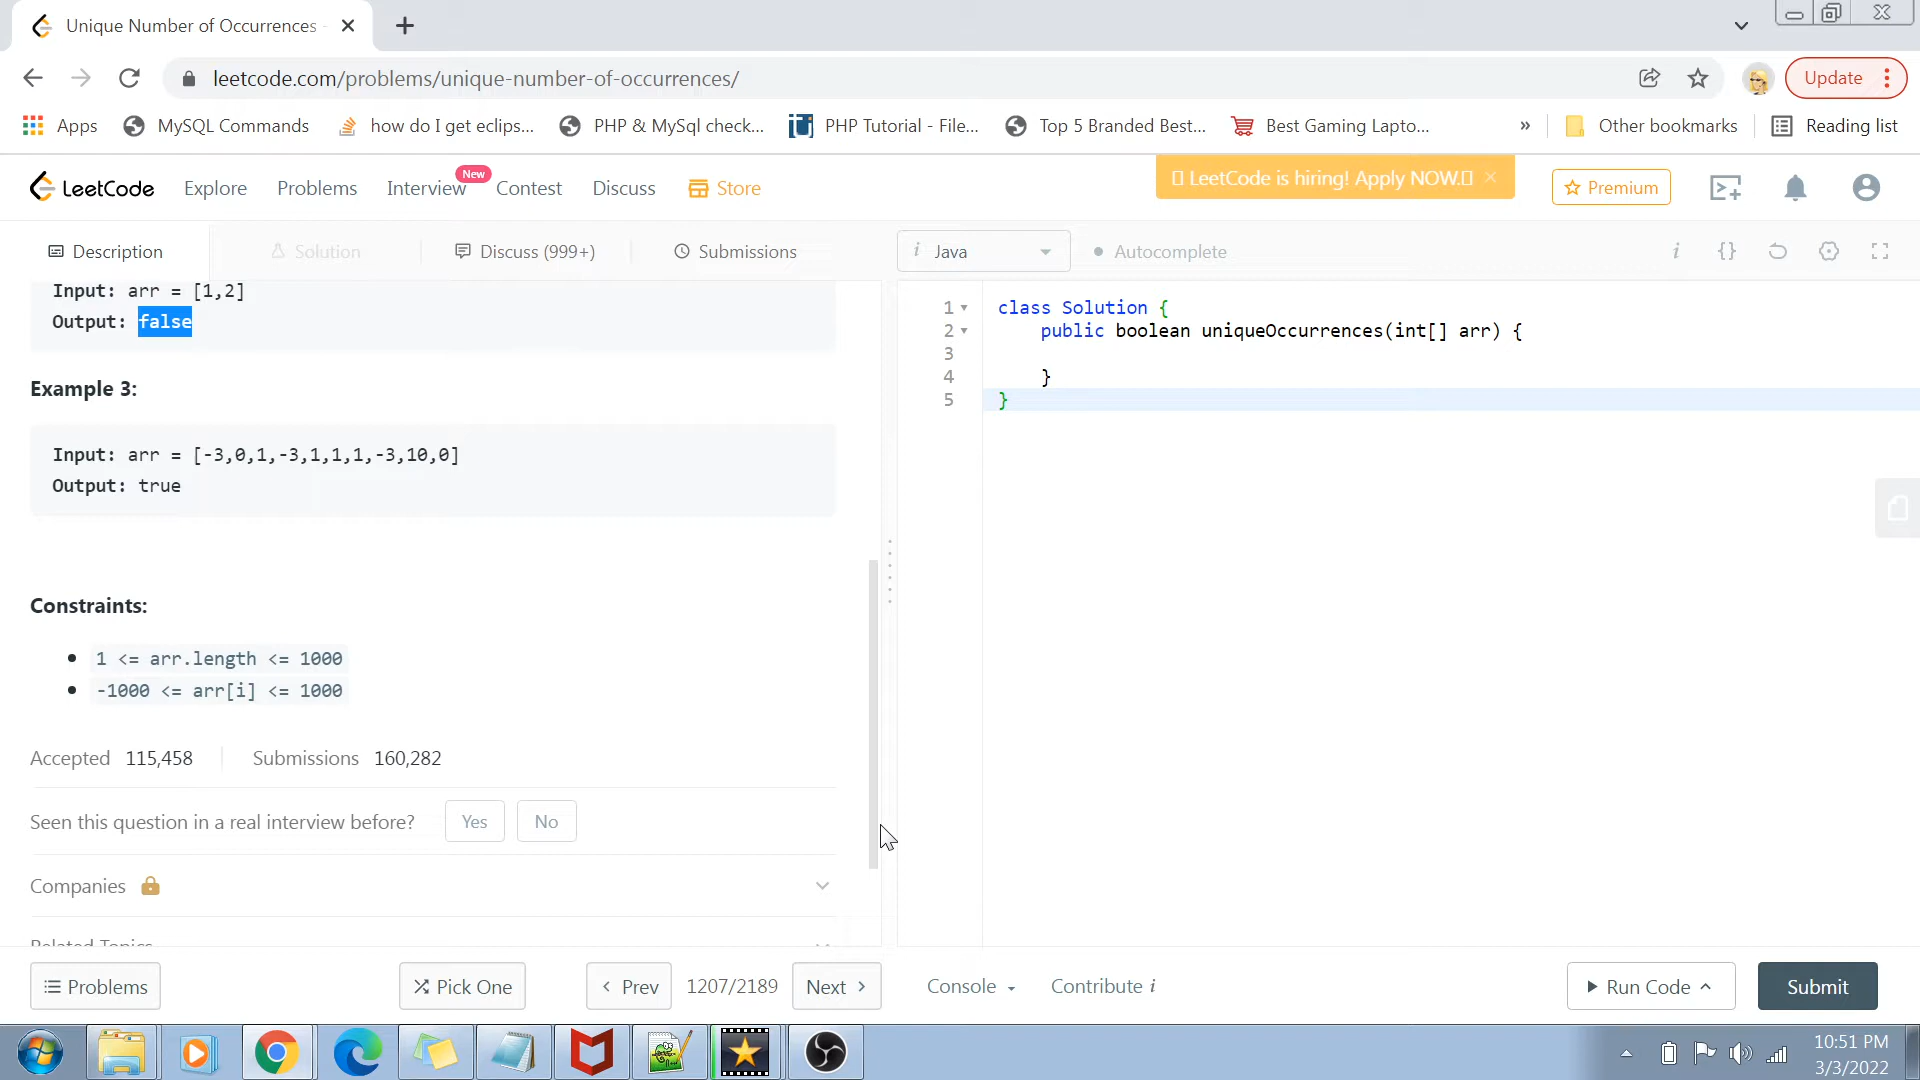 Unique Number of Occurrences -
leetcode.com/problems/unique-number-of-occurrences/
Update
Apps
MySQL Commands
how do I get eclips...
PHP & MySql check...
PHP Tutorial - File...
Top 5 Branded Best...
Best Gaming Lapto...
»
Other bookmarks
Reading list
LeetCode
Explore
Problems
Interview
New
Contest
Discuss
Store
LeetCode is hiring! Apply NOW.
Premium
Description
Solution
Discuss (999+)
Submissions
i Java
Autocomplete
i {}
Input: arr = [1,2]
Output: false
Example 3:
Input: arr = [-3,0,1,-3,1,1,1,-3,10,0]
Output: true
Constraints:
1 <= arr.length <= 1000
-1000 <= arr[i] <= 1000
Accepted 115,458
Submissions 160,282
Seen this question in a real interview before?
Yes
No
Companies
Related Topics
1 class Solution {
2 public boolean uniqueOccurrences(int[] arr) {
3
4 }
5 }
Problems
Pick One
Prev
1207/2189
Next
Console
Contribute i
Run Code
Submit
10:51 PM
3/3/2022